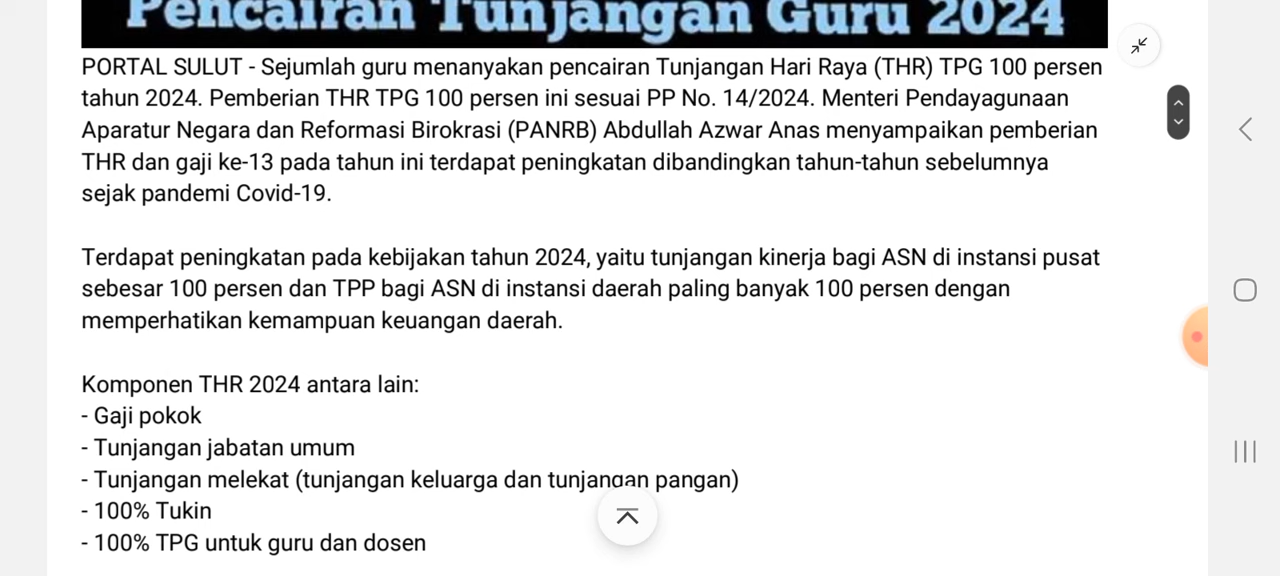 Pencairan Tunjangan Guru 2024
PORTAL SULUT - Sejumlah guru menanyakan pencairan Tunjangan Hari Raya (THR) TPG 100 persen
tahun 2024. Pemberian THR TPG 100 persen ini sesuai PP No. 14/2024. Menteri Pendayagunaan
Aparatur Negara dan Reformasi Birokrasi (PANRB) Abdullah Azwar Anas menyampaikan pemberian
THR dan gaji ke-13 pada tahun ini terdapat peningkatan dibandingkan tahun-tahun sebelumnya
sejak pandemi Covid-19.
Terdapat peningkatan pada kebijakan tahun 2024, yaitu tunjangan kinerja bagi ASN di instansi pusat
sebesar 100 persen dan TPP bagi ASN di instansi daerah paling banyak 100 persen dengan
memperhatikan kemampuan keuangan daerah.
Komponen THR 2024 antara lain:
- Gaji pokok
- Tunjangan jabatan umum
- Tunjangan melekat (tunjangan keluarga dan tunjangan pangan)
- 100% Tukin
- 100% TPG untuk guru dan dosen